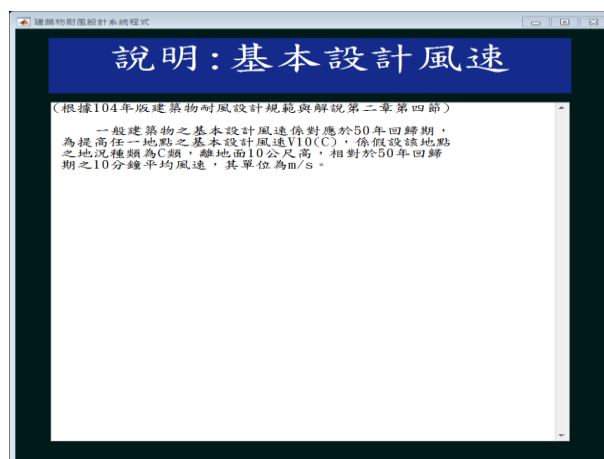 建築物耐風設計系統程式
說明:基本設計風速
(根據104年版建築物耐風設計規範與解說第二章第四節)
一般建築物之基本設計風速係對應於50年回歸期，
為提高任一地點之基本設計風速V10(C)，係假設該地點
之地況種類為C類，離地面10公尺高，相對於50年回歸
期之10分鐘平均風速，其單位為m/s。